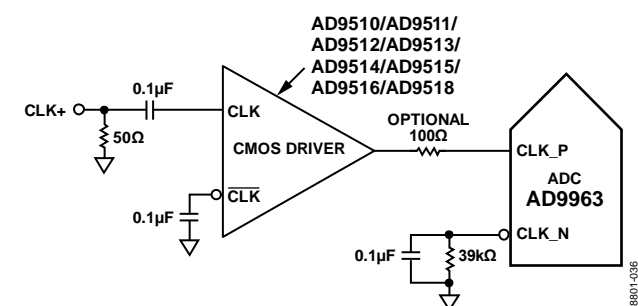 AD9510/AD9511/
AD9512/AD9513/
AD9514/AD9515/
AD9516/AD9518
0.1µF
CLK+
CLK
50Ω
CMOS DRIVER
OPTIONAL
100Ω
CLK_P
ADC
AD9963
CLK
0.1µF
CLK_N
0.1µF
39kΩ
8801-036